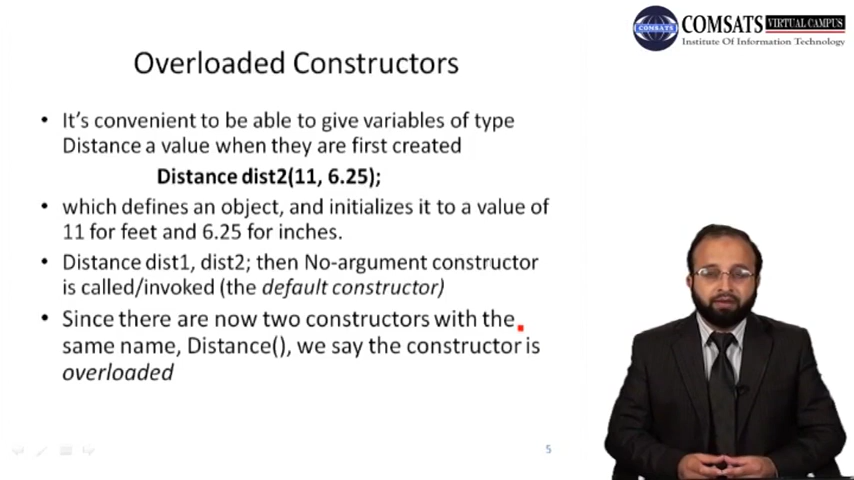 COMSATS VIRTUAL CAMPUS
COMSATS
Institute Of Information Technology
Overloaded Constructors
• It's convenient to be able to give variables of type
Distance a value when they are first created
Distance dist2(11, 6.25);
• which defines an object, and initializes it to a value of
11 for feet and 6.25 for inches.
• Distance dist1, dist2; then No-argument constructor
is called/invoked (the default constructor)
• Since there are now two constructors with the
same name, Distance(), we say the constructor is
overloaded
5